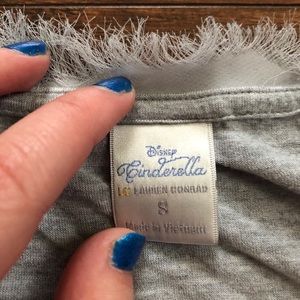 DISNEY
Cinderella
LC LAUREN CONRAD
S
Made in Vietnam